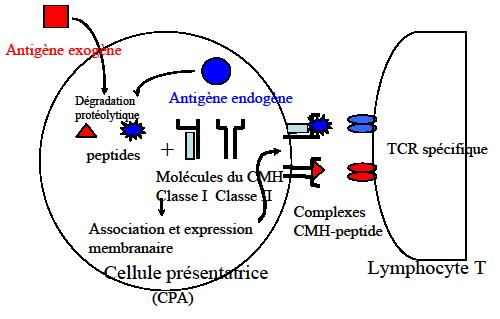 Antigène exogène
Dégradation
protéolytique
Antigène endogène
peptides
+
Molécules du CMH
Classe I Classe II
TCR spécifique
Association et expression
membranaire
Complexes
CMH-peptide
Cellule présentatrice
(CPA)
Lymphocyte T